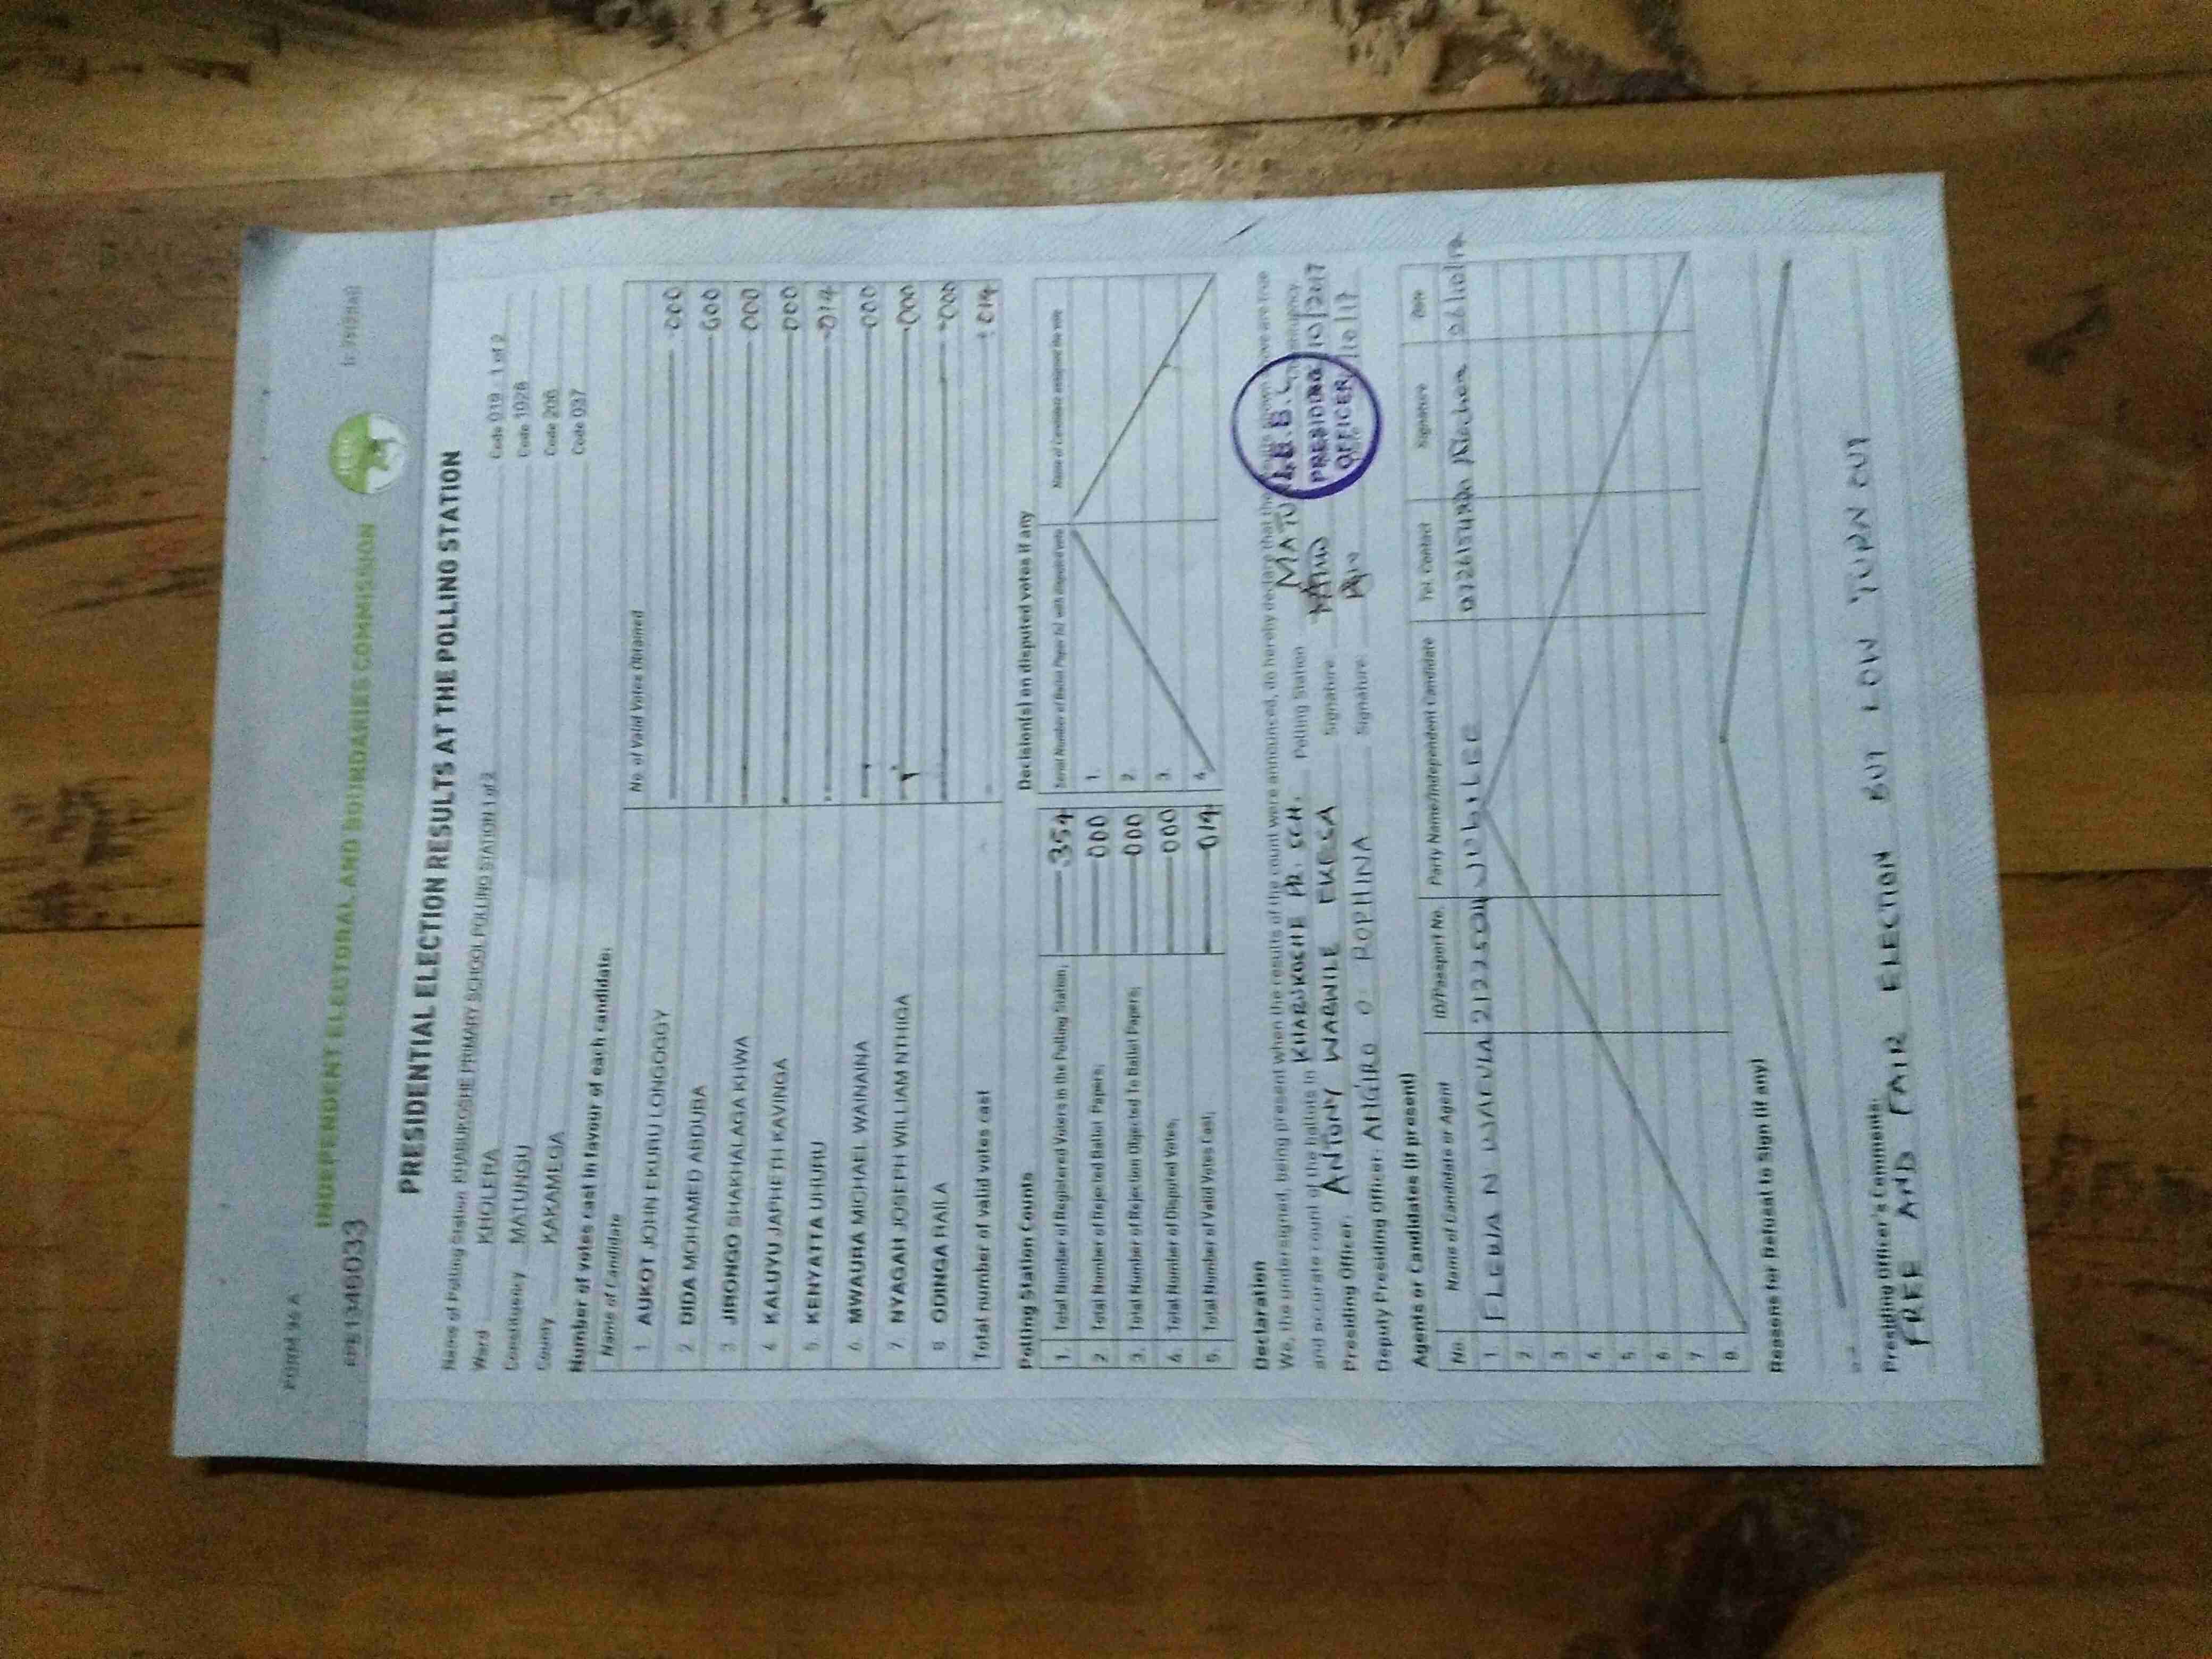 FORM 34 A
INDEPENDENT ELECTORAL AND BOUNDARIES COMMISSION
PRESIDENTIAL ELECTION RESULTS AT THE POLLING STATION
Name of Polling Station KHABUKOSHE PRIMARY SCHOOL POLLING STATION 1 of 2 Code 019 - 1 of 2
Ward KHOLERA Code 1028
Constituency MATUNGU Code 206
County KAKAMEGA Code 037
Number of votes cast in favour of each candidate:
Name of Candidate No. of Valid Votes Obtained
1 AUKOT JOHN EKURU LONGOGGY 000
2 DIDA MOHAMED ABDUBA 000
3 JIRONGO SHAKHALAGA KHWA 000
4 KALUYU JAPHETH KAVINGA 000
5 KENYATTA UHURU 014
6 MWAURA MICHAEL WAINAINA 000
7 NYAGAH JOSEPH WILLIAM NTHIGA 000
8 ODINGA RAILA 000
Total number of valid votes cast 014
Polling Station Counts
1. Total Number of Registered Voters in the Polling Station; 354
2. Total Number of Rejected Ballot Papers; 000
3. Total Number of Rejection Objected To Ballot Papers; 000
4. Total Number of Disputed Votes; 000
5. Total Number of Valid Votes Cast; 014
Decision(s) on disputed votes if any
Serial Number of Ballot Paper (s) with disputed vote Name of Candidate assigned the vote
1.
2.
3.
4.
Declaration
We, the undersigned, being present when the results of the count were announced, do hereby declare that the shown above are true
and accurate count of the ballots in KHABUKOCHE PR. SCH. Polling Station MATU
Presiding Officer: ANTONY WABWILE EKESA Signature: 10/2017
Deputy Presiding Officer: ANGIRO O. ROPHINA Signature: 10/17
I.E.B.C
PRESIDING
OFFICER
Agents or Candidates (if present)
No. Name of Candidate or Agent ID/Passport No. Party Name/Independent Candidate Tel. Contact Signature Date
1. N JUBILEE 26/10/17
2
3
4
5
6
7
8
Reasons for Refusal to Sign (if any)
Presiding Officer's Comments:
FREE AND FAIR ELECTION BUT LOW TURN OUT